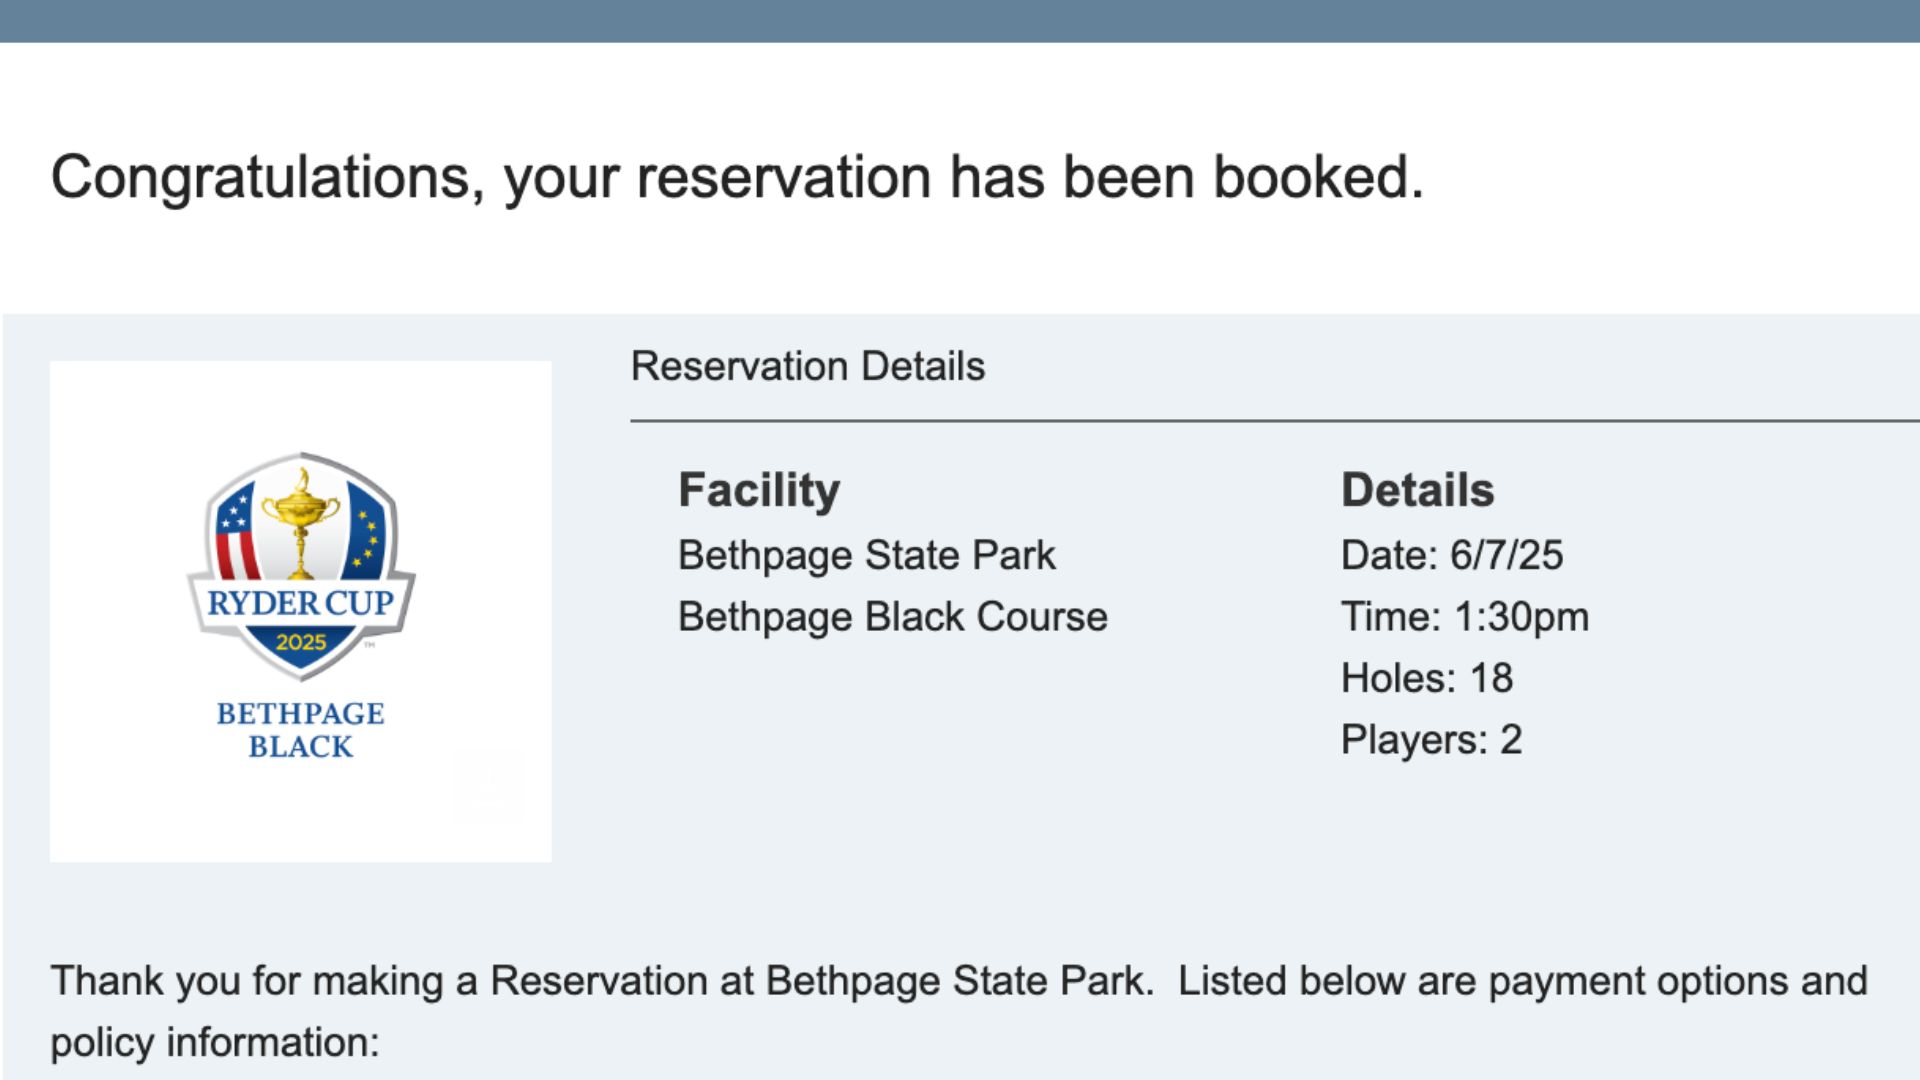 Congratulations, your reservation has been booked.
RYDER CUP
2025
TM
BETHPAGE
BLACK
Reservation Details
Facility
Bethpage State Park
Bethpage Black Course
Details
Date: 6/7/25
Time: 1:30pm
Holes: 18
Players: 2
Thank you for making a Reservation at Bethpage State Park.  Listed below are payment options and
policy information: